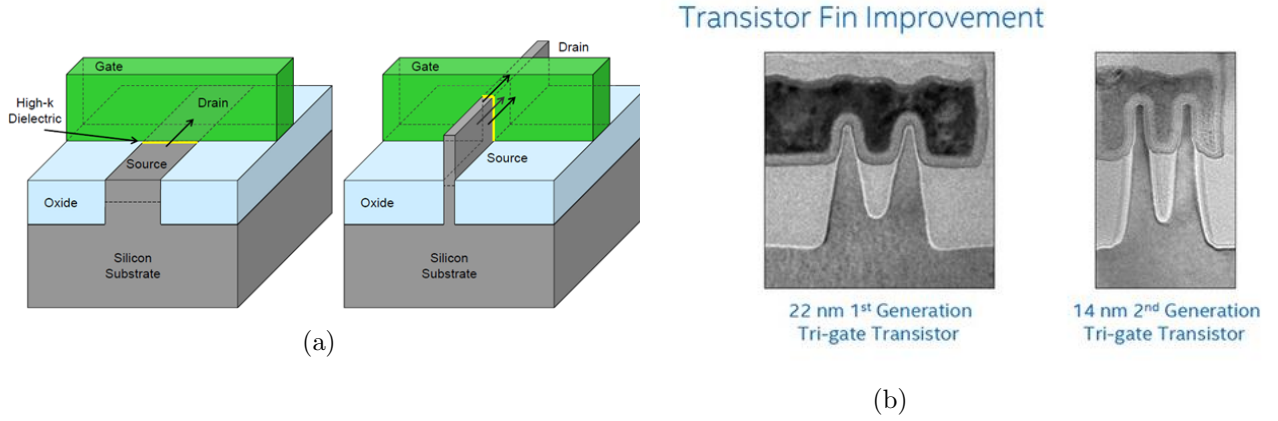 Gate
High-k
Dielectric
Drain
Source
Oxide
Silicon
Substrate
Drain
Gate
Source
Oxide
Silicon
Substrate
(a)
Transistor Fin Improvement
22 nm 1st Generation
Tri-gate Transistor
14 nm 2nd Generation
Tri-gate Transistor
(b)